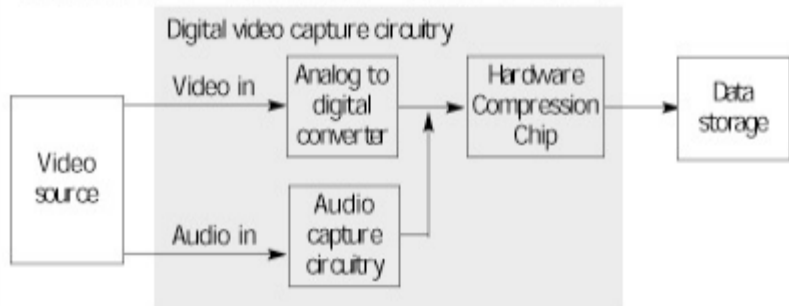 Digital video capture circuitry
Video in
Analog to
digital
converter
Hardware
Compression
Chip
Data
storage
Video
source
Audio in
Audio
capture
circuitry